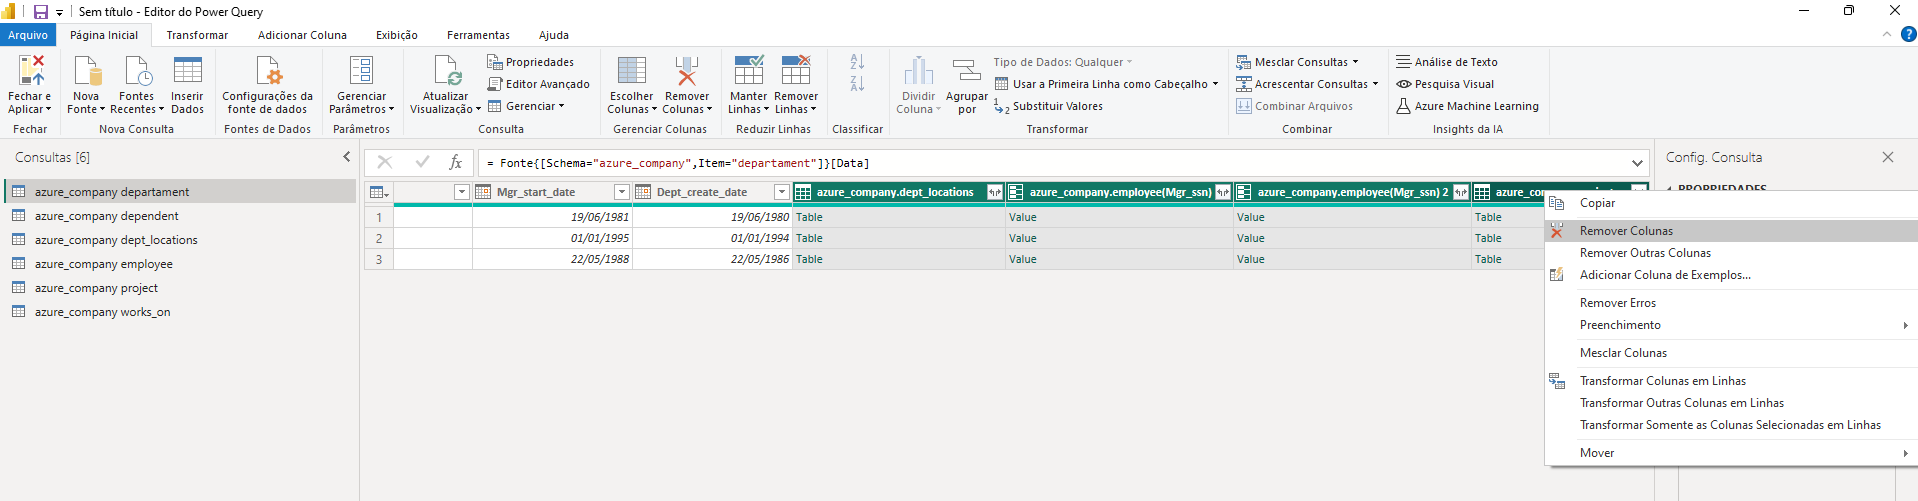 Sem título - Editor do Power Query
Arquivo Página Inicial Transformar Adicionar Coluna Exibição Ferramentas Ajuda
Fechar e Aplicar
Fechar
Nova Fonte
Fontes Recentes
Inserir Dados
Nova Consulta
Configurações da fonte de dados
Fontes de Dados
Gerenciar Parâmetros
Parâmetros
Atualizar Visualização
Propriedades
Editor Avançado
Gerenciar
Consulta
Escolher Colunas
Remover Colunas
Gerenciar Colunas
Manter Linhas
Remover Linhas
Reduzir Linhas
Classificar
Dividir Coluna
Agrupar por
Tipo de Dados: Qualquer
Usar a Primeira Linha como Cabeçalho
Substituir Valores
Transformar
Mesclar Consultas
Acrescentar Consultas
Combinar Arquivos
Combinar
Análise de Texto
Pesquisa Visual
Azure Machine Learning
Insights da IA
Consultas [6]
azure_company departament
azure_company dependent
azure_company dept_locations
azure_company employee
azure_company project
azure_company works_on
fx = Fonte{[Schema="azure_company",Item="departament"]}[Data]
Mgr_start_date Dept_create_date azure_company.dept_locations azure_company.employee(Mgr_ssn) azure_company.employee(Mgr_ssn) 2
1 19/06/1981 19/06/1980 Table Value Value Table
2 01/01/1995 01/01/1994 Table Value Value Table
3 22/05/1988 22/05/1986 Table Value Value Table
Config. Consulta
PROPRIEDADES
Copiar
Remover Colunas
Remover Outras Colunas
Adicionar Coluna de Exemplos...
Remover Erros
Preenchimento
Mesclar Colunas
Transformar Colunas em Linhas
Transformar Outras Colunas em Linhas
Transformar Somente as Colunas Selecionadas em Linhas
Mover